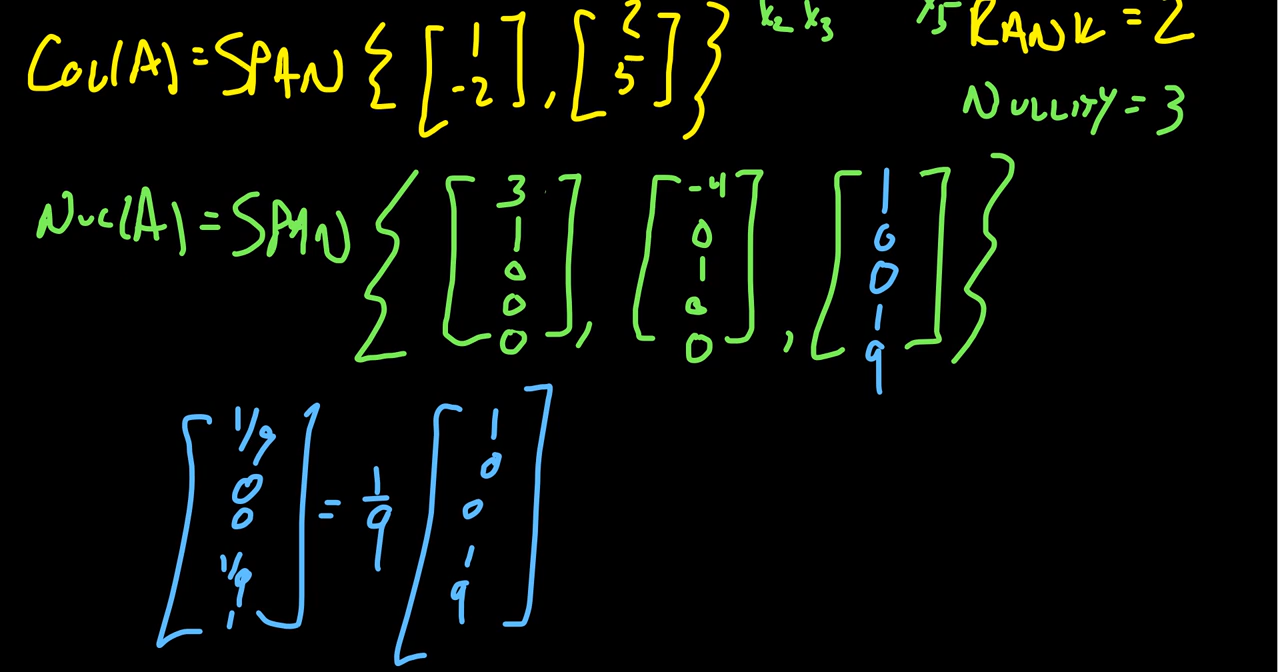 COL(A) = SPAN { [ 1 -2 ] , [ 2 5 ] } x2 x3 x5 RANK = 2
NULLITY = 3
NUL(A) = SPAN { [ 3 1 0 0 0 ] , [ -4 0 1 0 0 ] , [ 1 0 0 1 9 ] }
[ 1/9 0 0 1/9 1 ] = 1/9 [ 1 0 0 1 9 ]